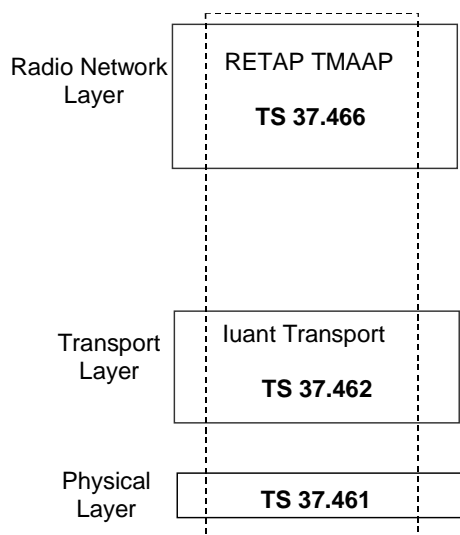 Radio Network
Layer
RETAP TMAAP
TS 37.466
Transport
Layer
Iuant Transport
TS 37.462
Physical
Layer
TS 37.461